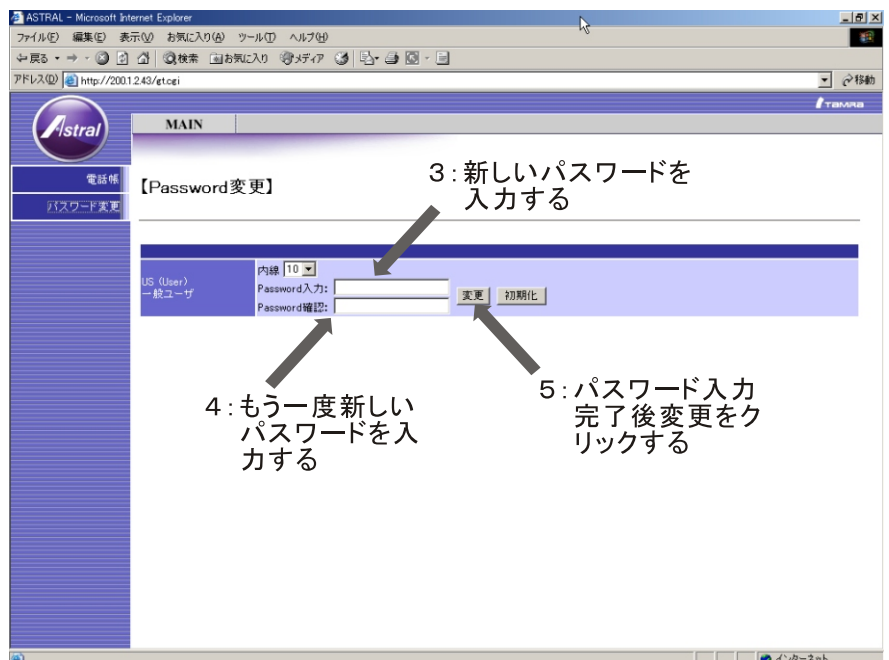 ASTRAL - Microsoft Internet Explorer
ファイル(F) 編集(E) 表示(V) お気に入り(A) ツール(T) ヘルプ(H)
戻る 検索 お気に入り メディア
アドレス(D) http://200.1.2.43/gt.cgi 移動
TAMRA
Astral
MAIN
電話帳
パスワード変更
【Password変更】
3:新しいパスワードを
入力する
US (User)
一般ユーザ
内線 10
Password入力:
Password確認:
変更 初期化
4:もう一度新しい
パスワードを入
力する
5:パスワード入力
完了後変更をク
リックする
インターネット